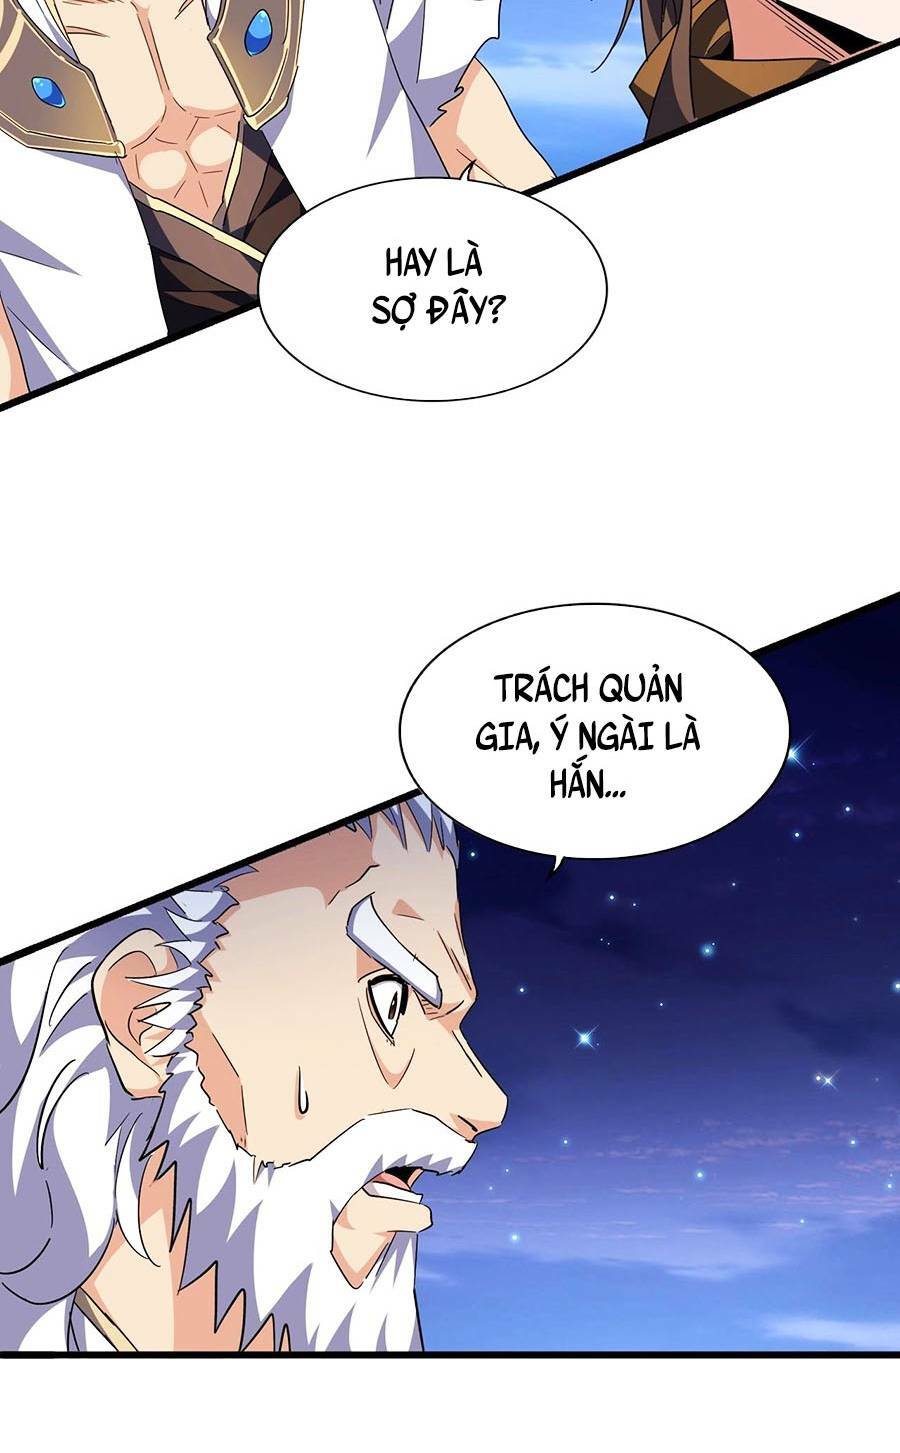 HAY LÀ
SỢ ĐẤY?
TRÁCH QUẢN
GIA, Ý NGÀI LÀ
HẮN...